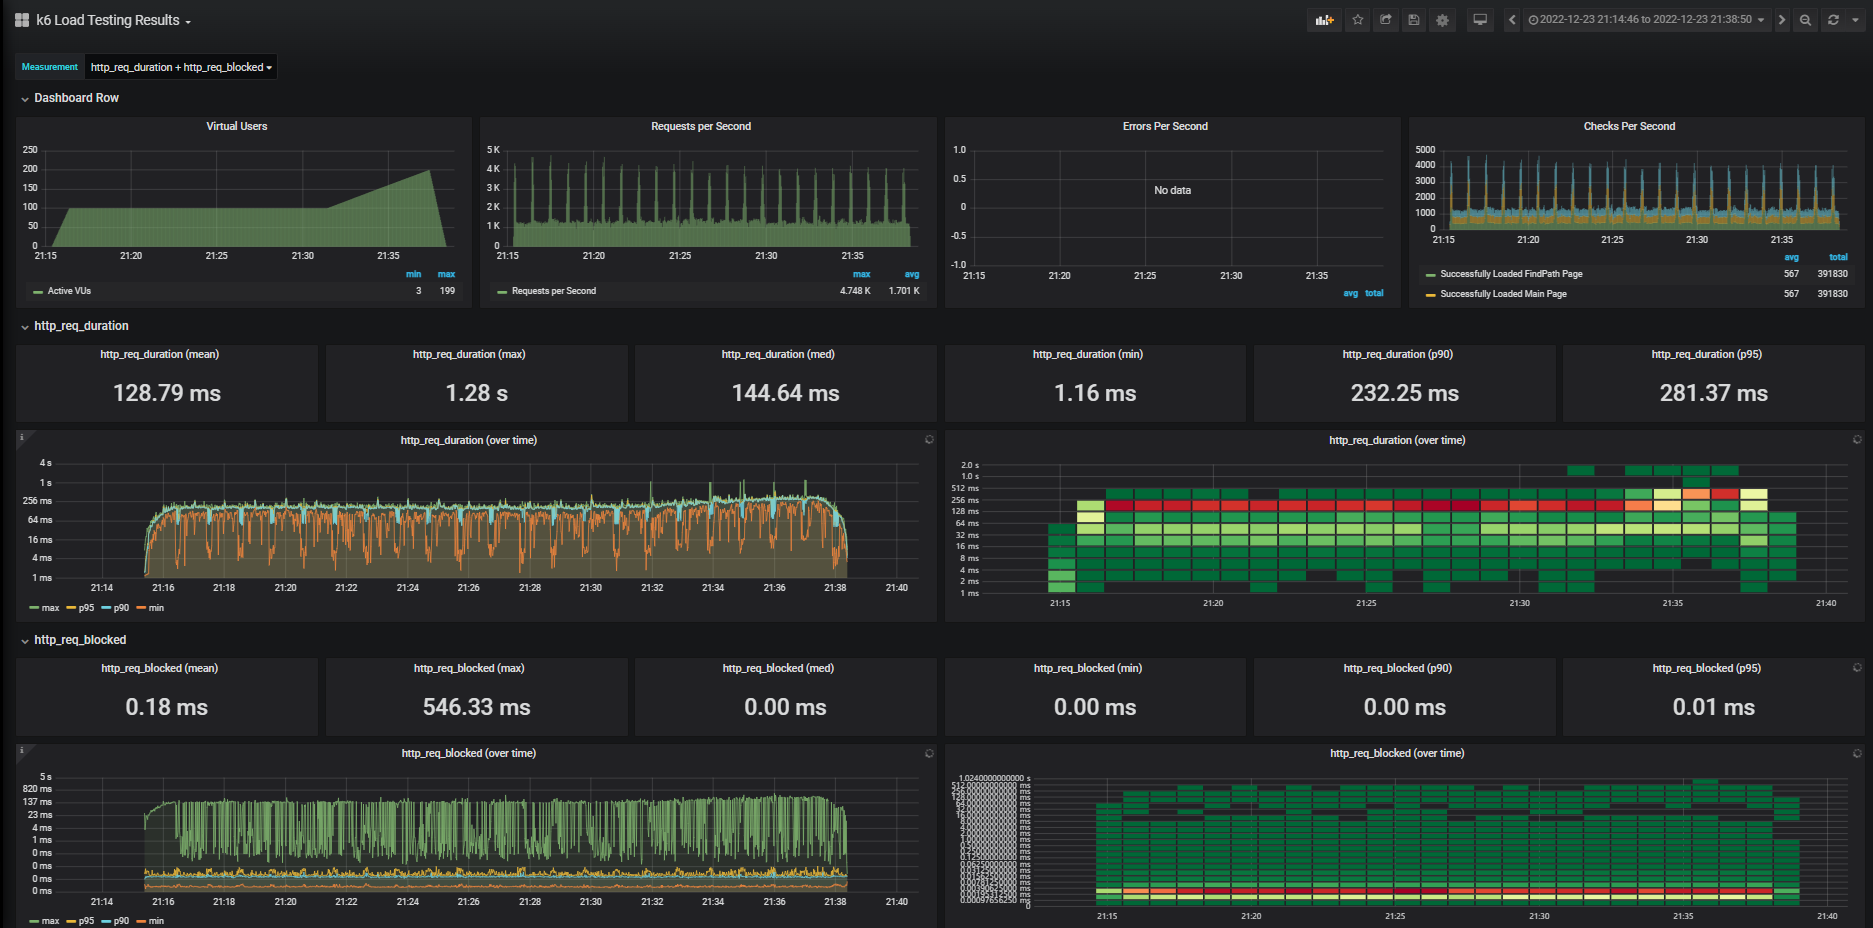 k6 Load Testing Results
2022-12-23 21:14:46 to 2022-12-23 21:38:50
Measurement http_req_duration + http_req_blocked
Dashboard Row
Virtual Users
250
200
150
100
50
0
21:15 21:20 21:25 21:30 21:35
min max
Active VUs 3 199
Requests per Second
5 K
4 K
3 K
2 K
1 K
0
21:15 21:20 21:25 21:30 21:35
max avg
Requests per Second 4.748 K 1.701 K
Errors Per Second
1.0
0.5
0
-0.5
-1.0
No data
21:15 21:20 21:25 21:30 21:35
avg total
Checks Per Second
5000
4000
3000
2000
1000
0
21:15 21:20 21:25 21:30 21:35
avg total
Successfully Loaded FindPath Page 567 391830
Successfully Loaded Main Page 567 391830
http_req_duration
http_req_duration (mean)
128.79 ms
http_req_duration (max)
1.28 s
http_req_duration (med)
144.64 ms
http_req_duration (min)
1.16 ms
http_req_duration (p90)
232.25 ms
http_req_duration (p95)
281.37 ms
http_req_duration (over time)
4 s
1 s
256 ms
64 ms
16 ms
4 ms
1 ms
21:14 21:16 21:18 21:20 21:22 21:24 21:26 21:28 21:30 21:32 21:34 21:36 21:38 21:40
max p95 p90 min
http_req_duration (over time)
2.0 s
1.0 s
512 ms
256 ms
128 ms
64 ms
32 ms
16 ms
8 ms
4 ms
2 ms
1 ms
21:15 21:20 21:25 21:30 21:35 21:40
http_req_blocked
http_req_blocked (mean)
0.18 ms
http_req_blocked (max)
546.33 ms
http_req_blocked (med)
0.00 ms
http_req_blocked (min)
0.00 ms
http_req_blocked (p90)
0.00 ms
http_req_blocked (p95)
0.01 ms
http_req_blocked (over time)
5 s
820 ms
137 ms
23 ms
4 ms
1 ms
0 ms
0 ms
0 ms
0 ms
21:14 21:16 21:18 21:20 21:22 21:24 21:26 21:28 21:30 21:32 21:34 21:36 21:38 21:40
max p95 p90 min
http_req_blocked (over time)
1.0240000000000 s
0.00097656250 ms
0
21:15 21:20 21:25 21:30 21:35 21:40